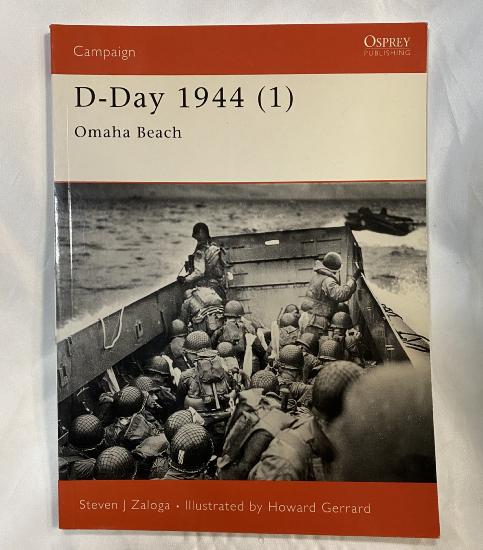 Campaign
OSPREY
PUBLISHING
D-Day 1944 (1)
Omaha Beach
Steven J Zaloga • Illustrated by Howard Gerrard